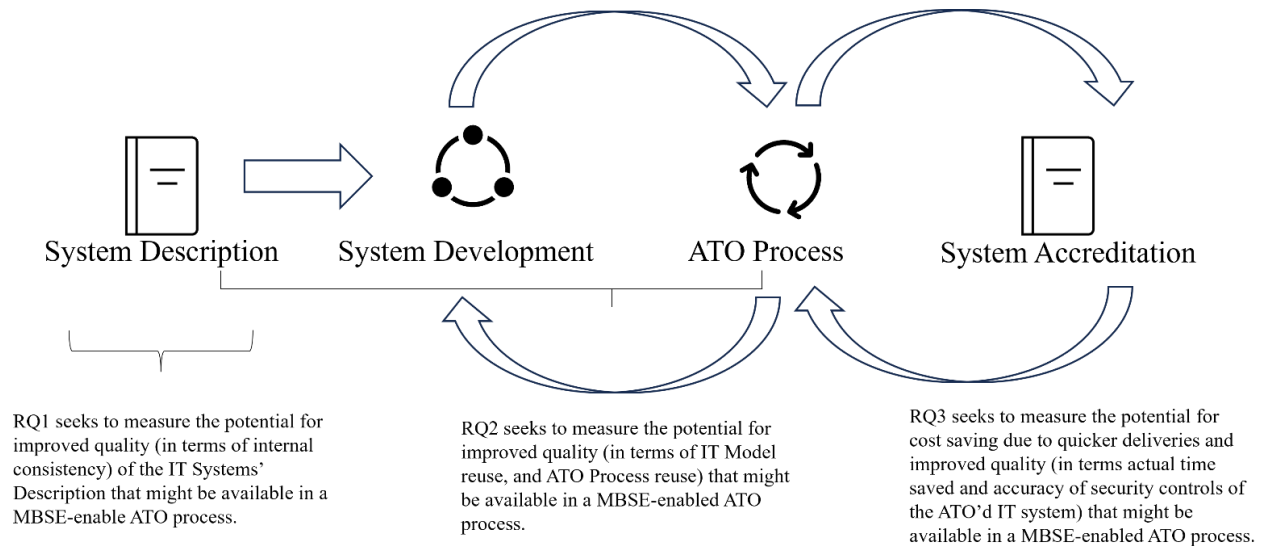 System Description
System Development
ATO Process
System Accreditation
RQ1 seeks to measure the potential for
improved quality (in terms of internal
consistency) of the IT Systems’
Description that might be available in a
MBSE-enable ATO process.
RQ2 seeks to measure the potential for
improved quality (in terms of IT Model
reuse, and ATO Process reuse) that might
be available in a MBSE-enabled ATO
process.
RQ3 seeks to measure the potential for
cost saving due to quicker deliveries and
improved quality (in terms actual time
saved and accuracy of security controls of
the ATO’d IT system) that might be
available in a MBSE-enabled ATO process.